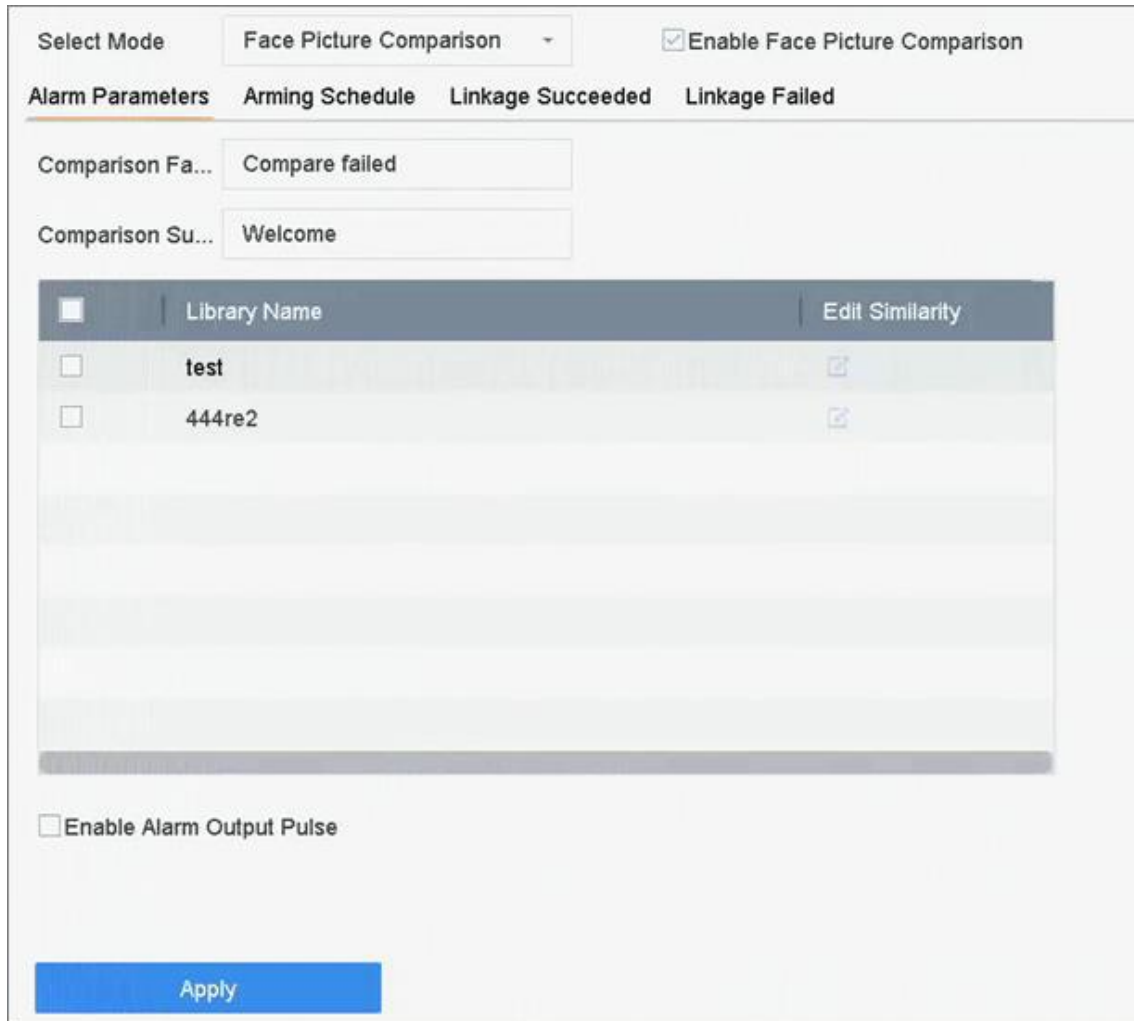 Select Mode Face Picture Comparison Enable Face Picture Comparison
Alarm Parameters Arming Schedule Linkage Succeeded Linkage Failed
Comparison Fa... Compare failed
Comparison Su... Welcome
Library Name Edit Similarity
test
444re2
Enable Alarm Output Pulse
Apply